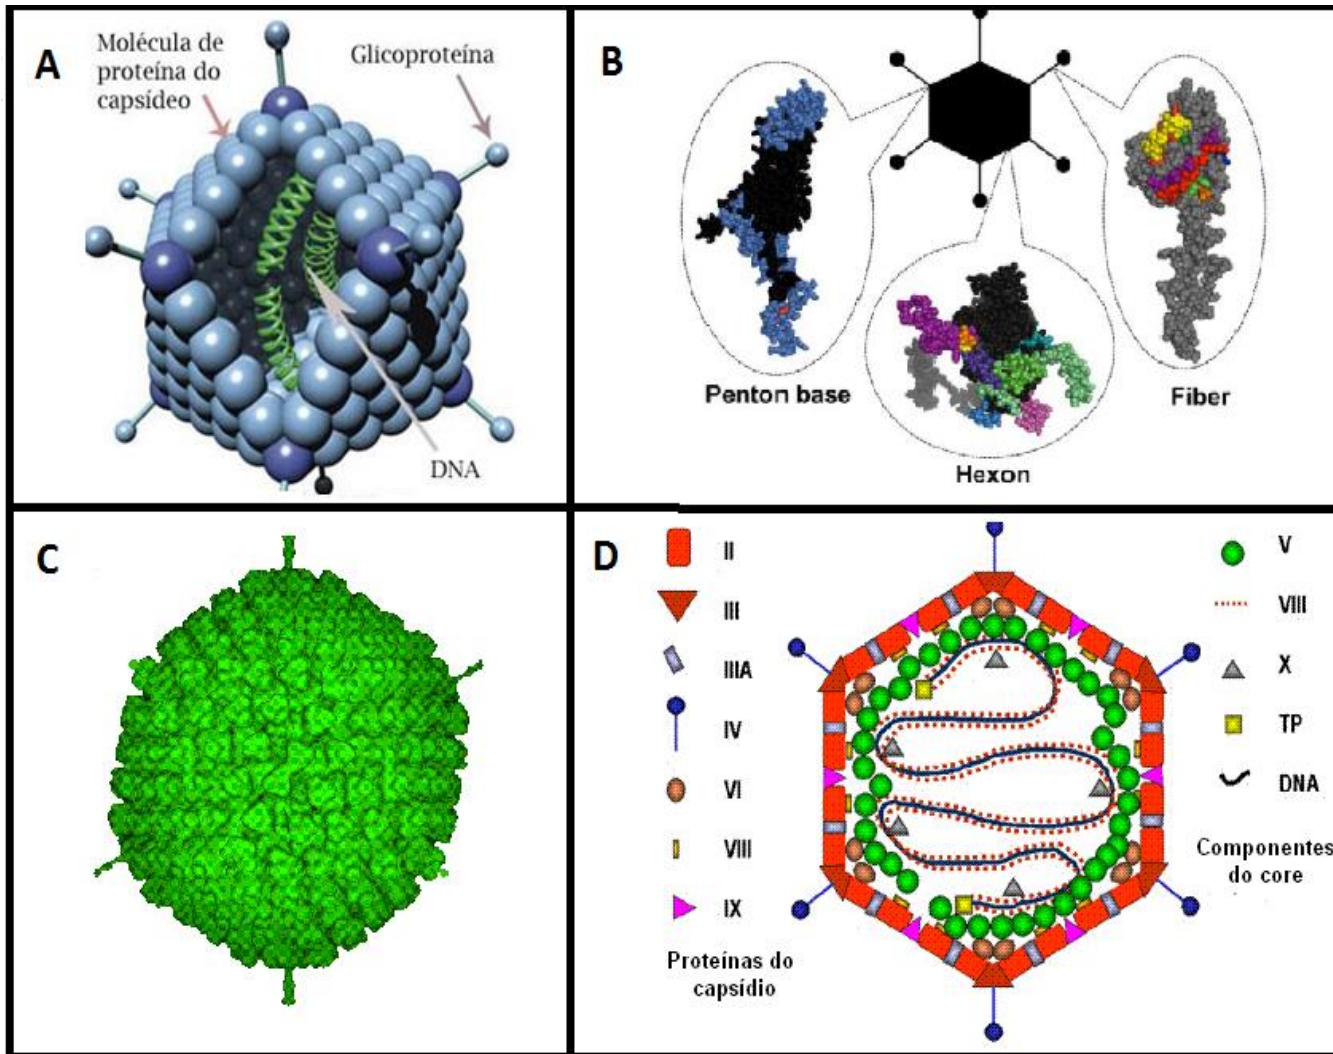 A
Molécula de
proteína do
capsídeo
Glicoproteína
DNA
B
Penton base
Hexon
Fiber
C
D
II
III
IIIA
IV
VI
VIII
IX
Proteínas do
capsídio
V
VIII
X
TP
DNA
Componentes
do core